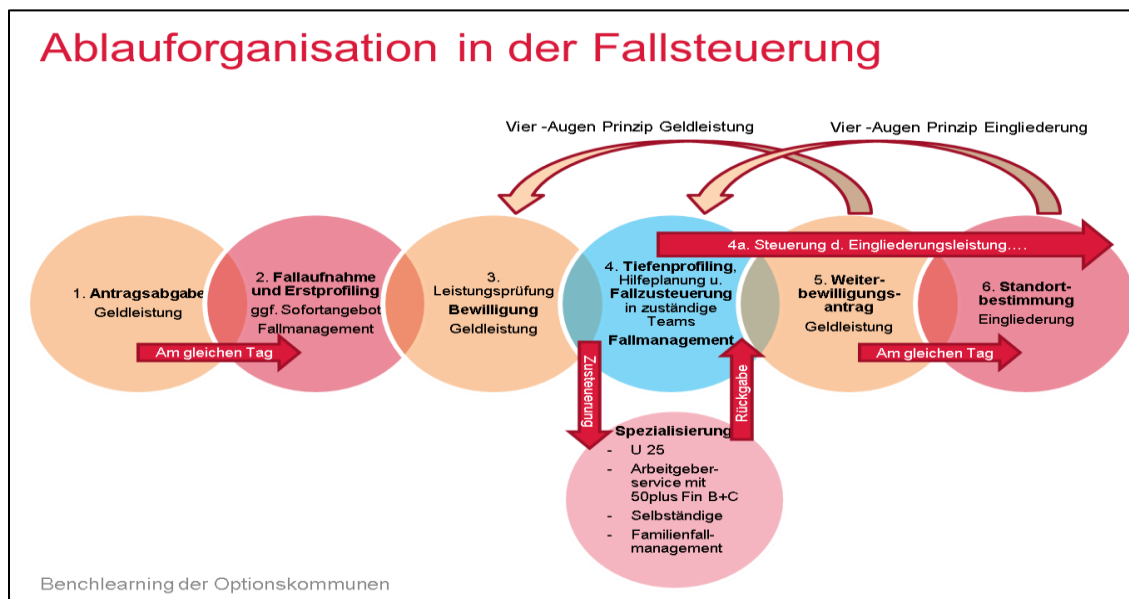 Ablauforganisation in der Fallsteuerung
Vier -Augen Prinzip Geldleistung
Vier -Augen Prinzip Eingliederung
1. Antragsabgabe
Geldleistung
Am gleichen Tag
2. Fallaufnahme
und Erstprofiling
ggf. Sofortangebot
Fallmanagement
3.
Leistungsprüfung
Bewilligung
Geldleistung
4a. Steuerung d. Eingliederungsleistung....
4. Tiefenprofiling,
Hilfeplanung u.
Fallzusteuerung
in zuständige
Teams
Fallmanagement
5. Weiter-
bewilligungs-
antrag
Geldleistung
Am gleichen Tag
6. Standort-
bestimmung
Eingliederung
Zusteuerung
Rückgabe
Spezialisierung
- U 25
- Arbeitgeber-
service mit
50plus Fin B+C
- Selbständige
- Familienfall-
management
Benchlearning der Optionskommunen